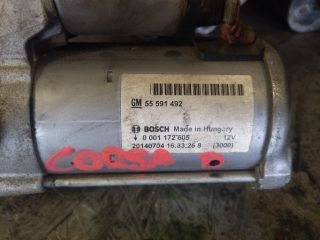 GM 55 591 492
BOSCH Made in Hungary
0 001 172 605 12V
20140704 16:33:26 8 (3000)
CORSA D